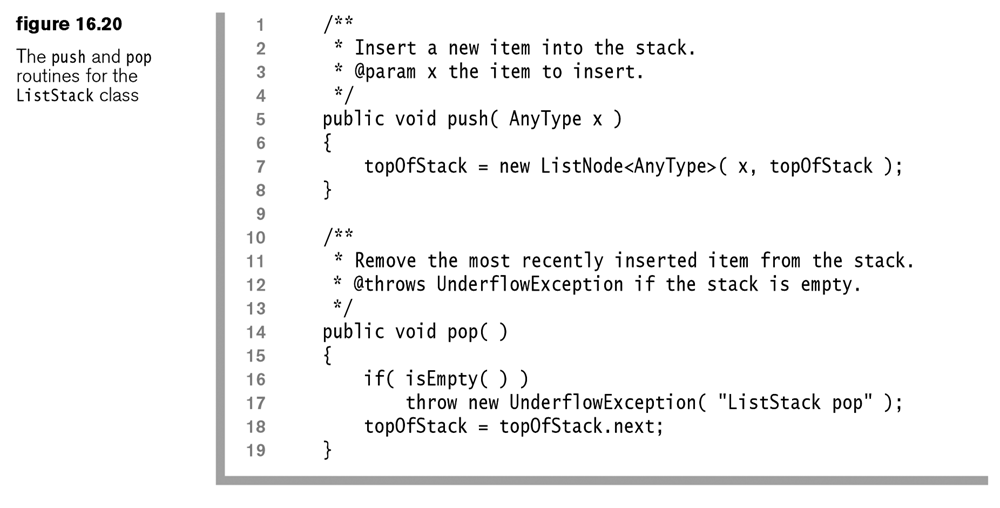 figure 16.20
The push and pop
routines for the
ListStack class
1 /**
2 * Insert a new item into the stack.
3 * @param x the item to insert.
4 */
5 public void push( AnyType x )
6 {
7 topOfStack = new ListNode<AnyType>( x, topOfStack );
8 }
9
10 /**
11 * Remove the most recently inserted item from the stack.
12 * @throws UnderflowException if the stack is empty.
13 */
14 public void pop( )
15 {
16 if( isEmpty( ) )
17 throw new UnderflowException( "ListStack pop" );
18 topOfStack = topOfStack.next;
19 }